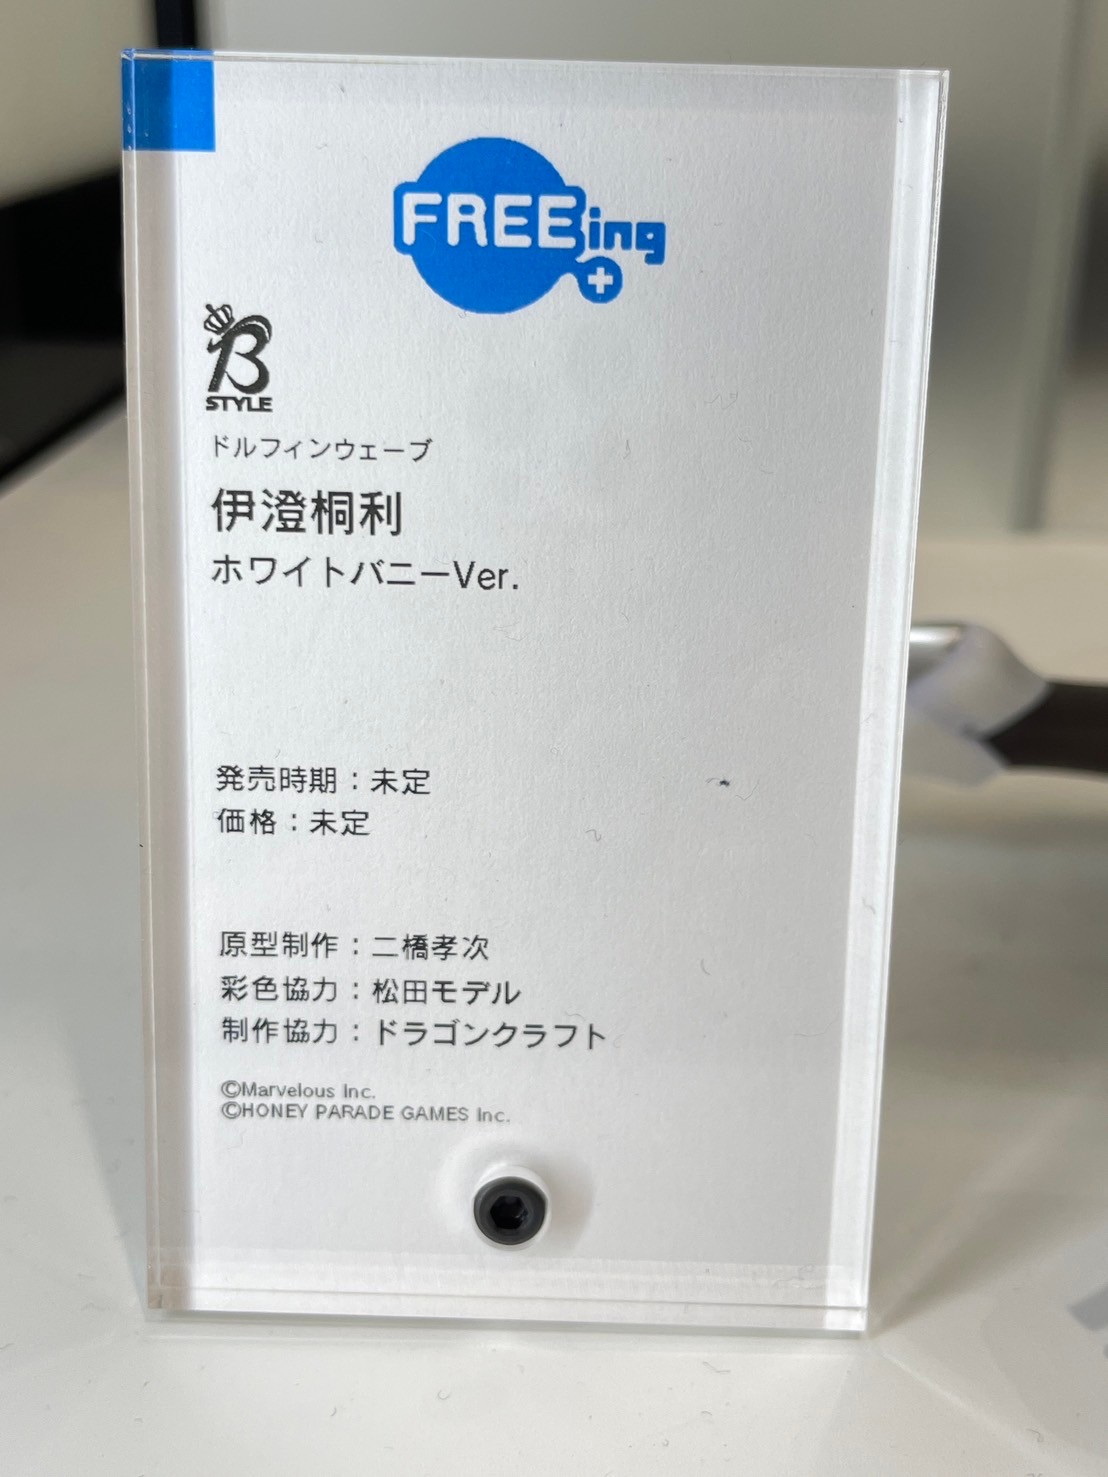 FREEing
B
STYLE
ドルフィンウェーブ
伊澄桐利
ホワイトバニーVer.
発売時期：未定
価格：未定
原型制作：二橋孝次
彩色協力：松田モデル
制作協力：ドラゴンクラフト
©Marvelous Inc.
©HONEY PARADE GAMES Inc.